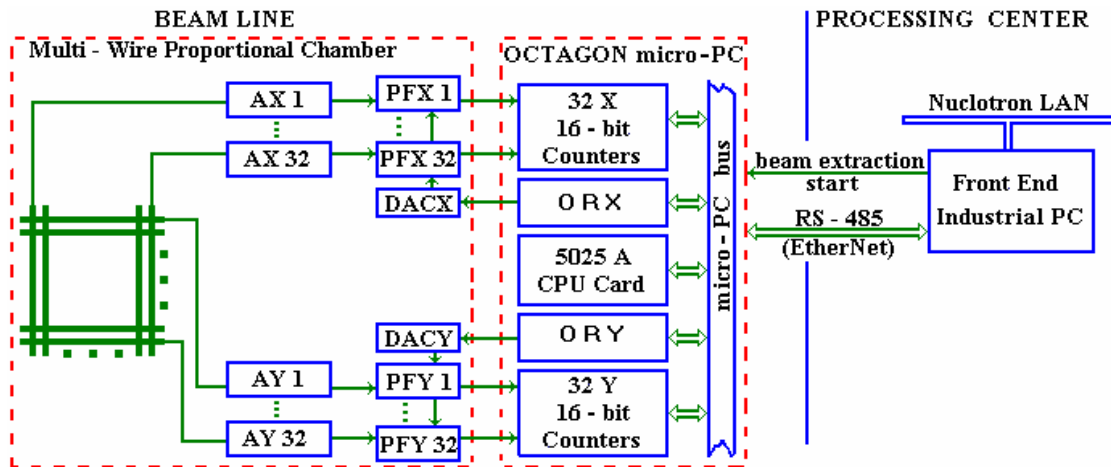 BEAM LINE
PROCESSING CENTER
Multi - Wire Proportional Chamber
OCTAGON micro-PC
AX 1
PFX 1
AX 32
PFX 32
DACX
32 X
16 - bit
Counters
O R X
5025 A
CPU Card
O R Y
DACY
AY 1
PFY 1
AY 32
PFY 32
32 Y
16 - bit
Counters
micro-PC bus
beam extraction
start
RS - 485
(EtherNet)
Nuclotron LAN
Front End
Industrial PC